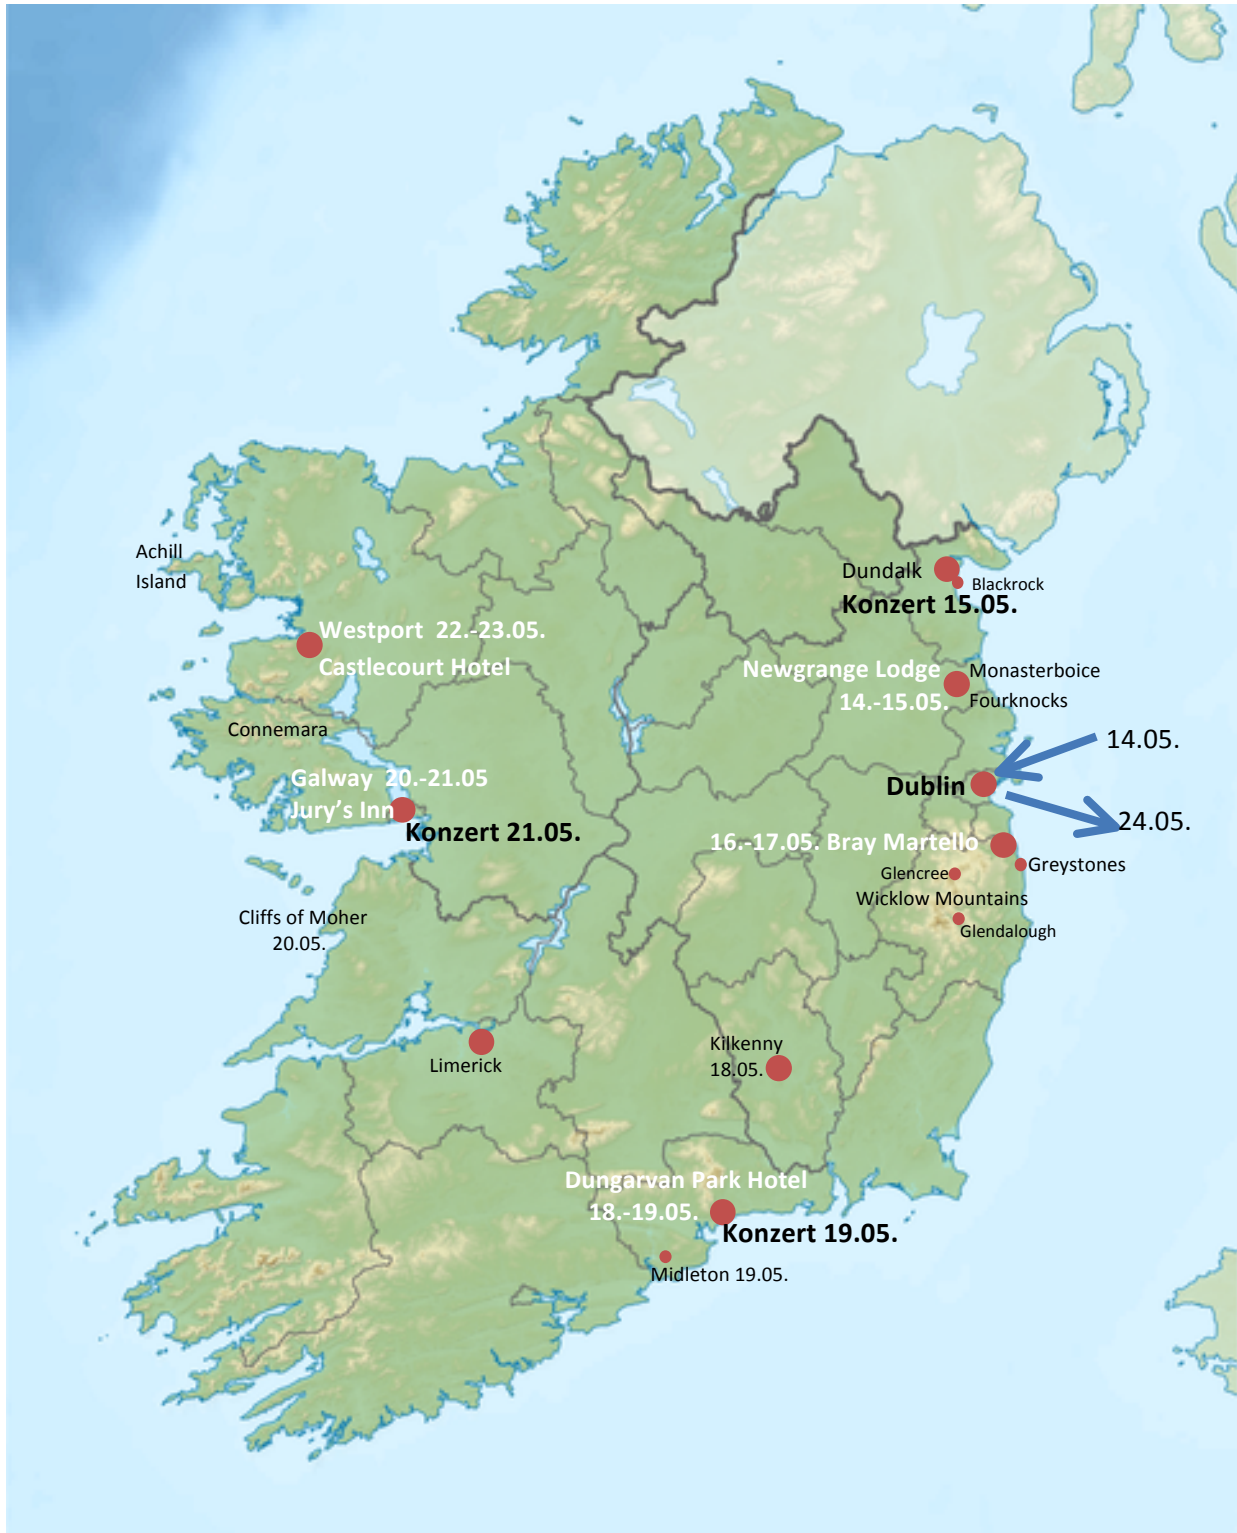 Achill
Island
Dundalk
Blackrock
Konzert 15.05.
Westport  22.-23.05.
Castlecourt Hotel
Newgrange Lodge
14.-15.05.
Monasterboice
Fourknocks
Connemara
14.05.
Galway  20.-21.05
Jury's Inn
Konzert 21.05.
Dublin
24.05.
16.-17.05. Bray Martello
Greystones
Glencree
Wicklow Mountains
Glendalough
Cliffs of Moher
20.05.
Limerick
Kilkenny
18.05.
Dungarvan Park Hotel
18.-19.05.
Konzert 19.05.
Midleton 19.05.